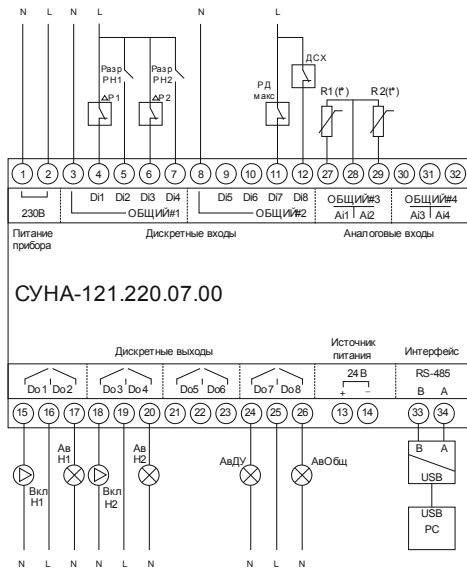 N L N L N L
Разр РН1 Разр РН2 РД макс ДСХ
ΔP1 ΔP2 R1(t°) R2(t°)
1 2 3 4 5 6 7 8 9 10 11 12 27 28 29 30 31 32
Di1 Di2 Di3 Di4 Di5 Di6 Di7 Di8 ОБЩИЙ#3 ОБЩИЙ#4
230В ОБЩИЙ#1 ОБЩИЙ#2 Ai1 Ai2 Ai3 Ai4
Питание прибора Дискретные входы Аналоговые входы
СУНА-121.220.07.00
Дискретные выходы Источник питания Интерфейс
Do1 Do2 Do3 Do4 Do5 Do6 Do7 Do8 24В RS-485
+ − B A
15 16 17 18 19 20 21 22 23 24 25 26 13 14 33 34
Вкл Н1 Ав Н1 Вкл Н2 Ав Н2 АвДУ АвОбщ
B A
USB
USB
PC
N L N N L N N L N